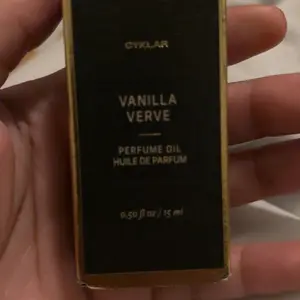 CYKLAR
VANILLA
VERVE
PERFUME OIL
HUILE DE PARFUM
0.50 fl oz / 15 ml